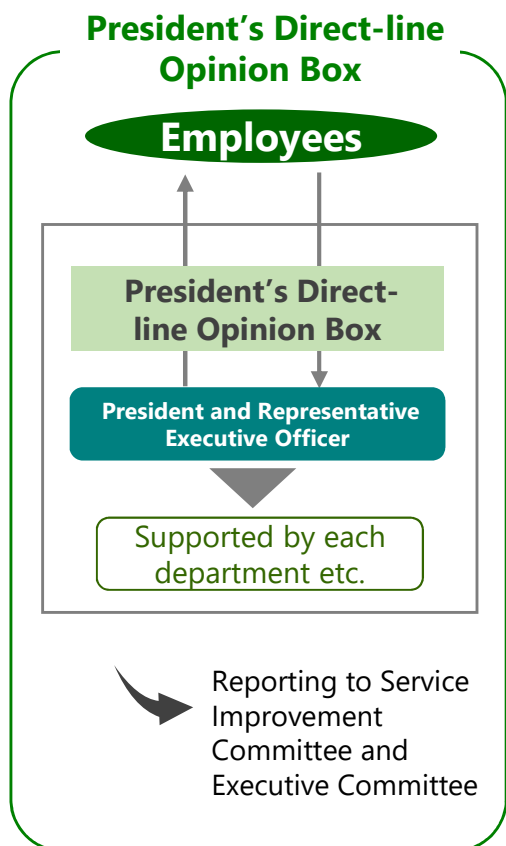 President’s Direct-line
Opinion Box
Employees
President’s Direct-
line Opinion Box
President and Representative
Executive Officer
Supported by each
department etc.
Reporting to Service
Improvement
Committee and
Executive Committee